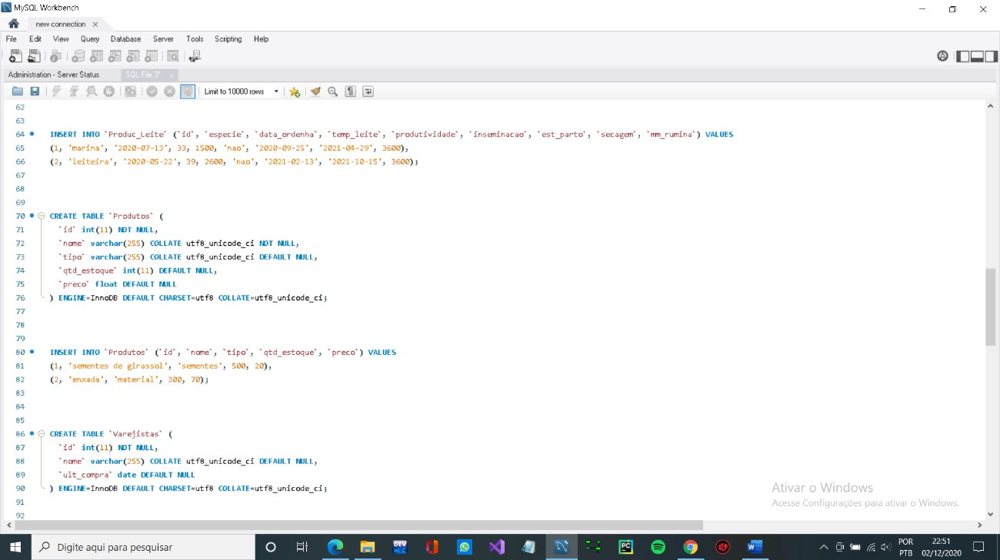 MySQL Workbench
new connection ×
File Edit View Query Database Server Tools Scripting Help
Administration - Server Status SQL File 3* ×
Limit to 10000 rows
62
63
64 INSERT INTO `Produc_Leite` (`id`, `especie`, `data_ordenha`, `temp_leite`, `produtividade`, `inseminacao`, `est_parto`, `secagem`, `mm_rumina`) VALUES
65 (1, 'marina', '2020-07-13', 33, 1500, 'nao', '2020-09-25', '2021-04-29', 3600),
66 (2, 'leiteira', '2020-05-22', 39, 2600, 'nao', '2021-02-13', '2021-10-15', 3600);
67
68
69
70 CREATE TABLE `Produtos` (
71 `id` int(11) NOT NULL,
72 `nome` varchar(255) COLLATE utf8_unicode_ci NOT NULL,
73 `tipo` varchar(255) COLLATE utf8_unicode_ci DEFAULT NULL,
74 `qtd_estoque` int(11) DEFAULT NULL,
75 `preco` float DEFAULT NULL
76 ) ENGINE=InnoDB DEFAULT CHARSET=utf8 COLLATE=utf8_unicode_ci;
77
78
79
80 INSERT INTO `Produtos` (`id`, `nome`, `tipo`, `qtd_estoque`, `preco`) VALUES
81 (1, 'sementes de girassol', 'sementes', 500, 20),
82 (2, 'enxada', 'material', 300, 70);
83
84
85
86 CREATE TABLE `Varejistas` (
87 `id` int(11) NOT NULL,
88 `nome` varchar(255) COLLATE utf8_unicode_ci DEFAULT NULL,
89 `ult_compra` date DEFAULT NULL
90 ) ENGINE=InnoDB DEFAULT CHARSET=utf8 COLLATE=utf8_unicode_ci;
91
92
Ativar o Windows
Acesse Configurações para ativar o Windows.
Digite aqui para pesquisar
DEV
PC
W
POR
PTB
22:51
02/12/2020